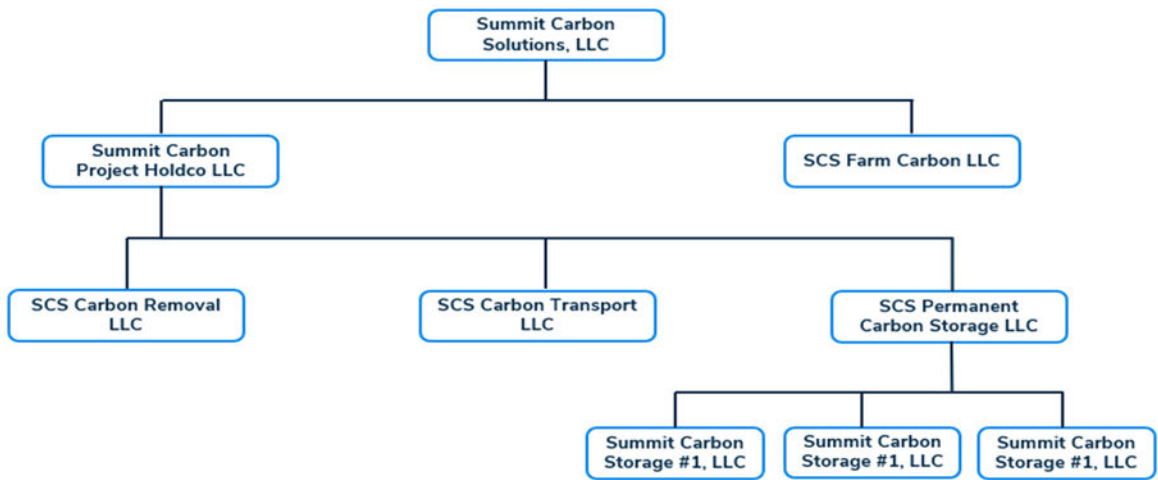 Summit Carbon
Solutions, LLC
Summit Carbon
Project Holdco LLC
SCS Farm Carbon LLC
SCS Carbon Removal
LLC
SCS Carbon Transport
LLC
SCS Permanent
Carbon Storage LLC
Summit Carbon
Storage #1, LLC
Summit Carbon
Storage #1, LLC
Summit Carbon
Storage #1, LLC